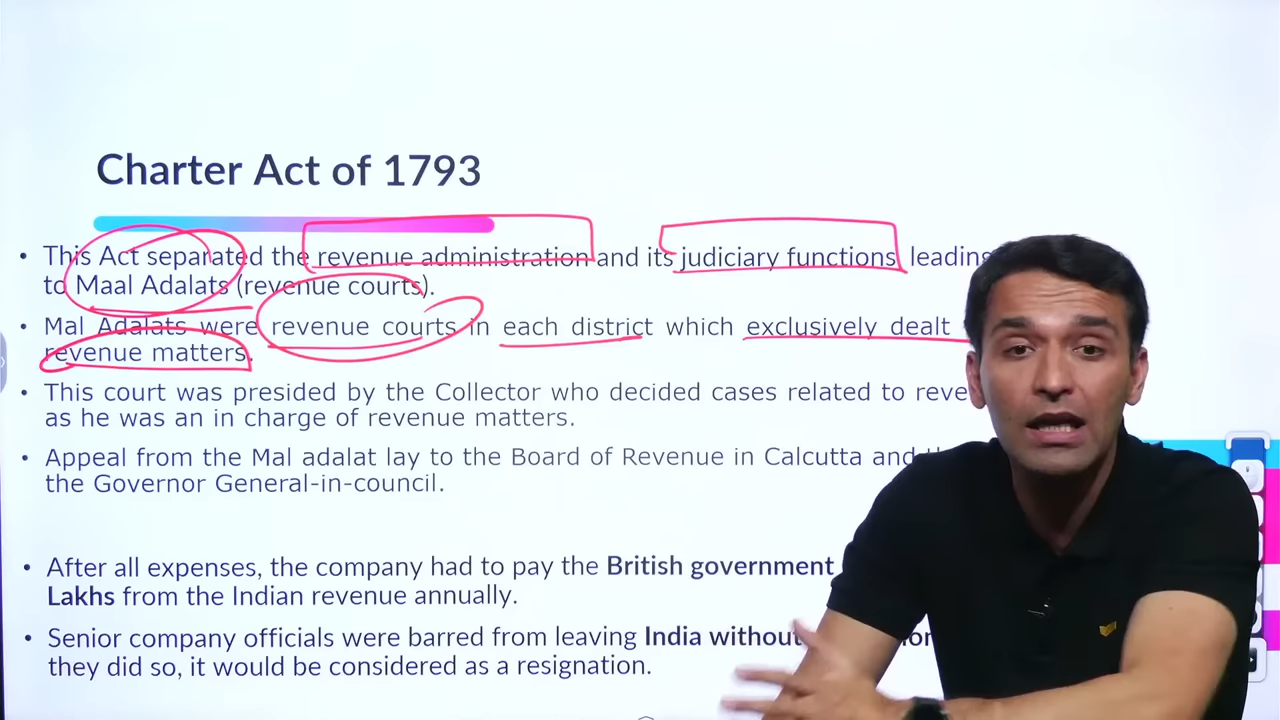 Charter Act of 1793
• This Act separated the revenue administration and its judiciary functions leading
to Maal Adalats (revenue courts).
• Mal Adalats were revenue courts in each district which exclusively dealt
revenue matters.
• This court was presided by the Collector who decided cases related to
as he was an in charge of revenue matters.
• Appeal from the Mal adalat lay to the Board of Revenue in Calcutta and
the Governor General-in-council.
• After all expenses, the company had to pay the British government
Lakhs from the Indian revenue annually.
• Senior company officials were barred from leaving India without
they did so, it would be considered as a resignation.